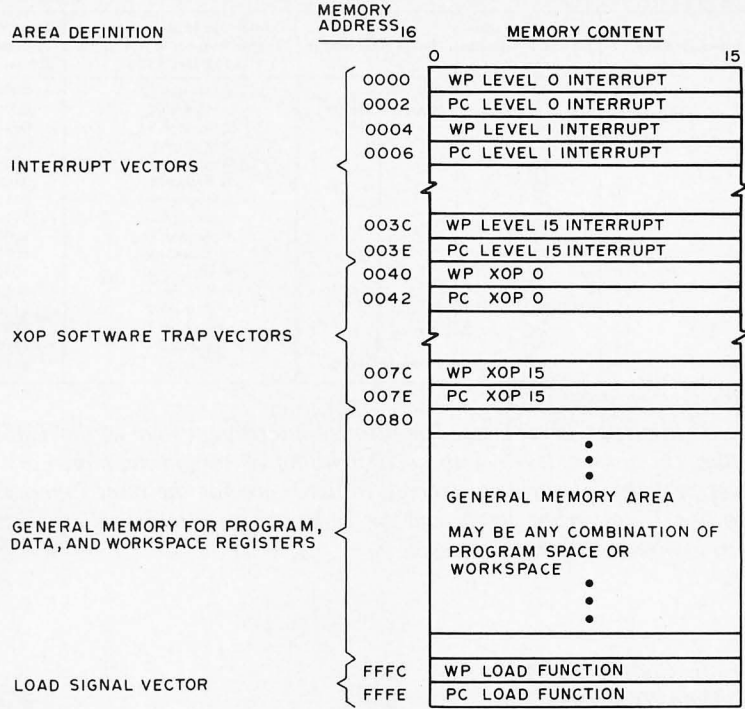 AREA DEFINITION
MEMORY
ADDRESS16
MEMORY CONTENT
0 15
0000 WP LEVEL 0 INTERRUPT
0002 PC LEVEL 0 INTERRUPT
0004 WP LEVEL 1 INTERRUPT
0006 PC LEVEL 1 INTERRUPT
INTERRUPT VECTORS
003C WP LEVEL 15 INTERRUPT
003E PC LEVEL 15 INTERRUPT
0040 WP XOP 0
0042 PC XOP 0
XOP SOFTWARE TRAP VECTORS
007C WP XOP 15
007E PC XOP 15
0080
GENERAL MEMORY AREA
GENERAL MEMORY FOR PROGRAM,
DATA, AND WORKSPACE REGISTERS
MAY BE ANY COMBINATION OF
PROGRAM SPACE OR
WORKSPACE
LOAD SIGNAL VECTOR
FFFC WP LOAD FUNCTION
FFFE PC LOAD FUNCTION